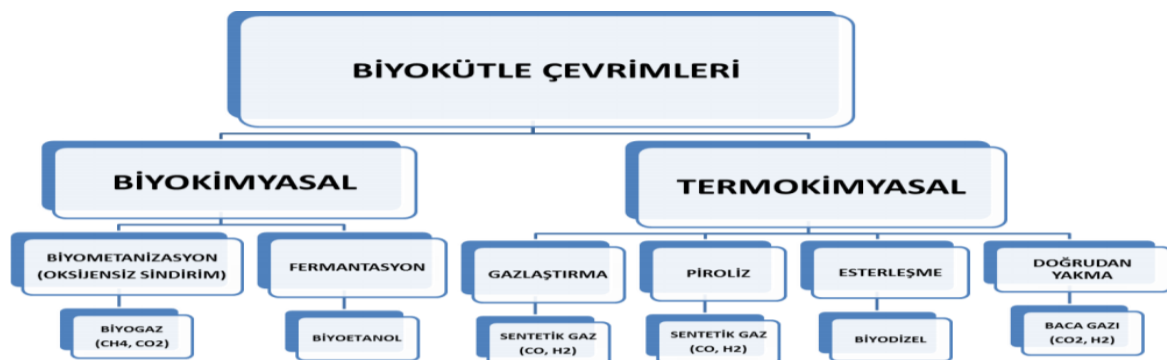 BİYOKÜTLE ÇEVRİMLERİ
BİYOKİMYASAL
TERMOKİMYASAL
BİYOMETANİZASYON
(OKSİJENSİZ SİNDİRİM)
FERMANTASYON
GAZLAŞTIRMA
PİROLİZ
ESTERLEŞME
DOĞRUDAN
YAKMA
BİYOGAZ
(CH4, CO2)
BİYOETANOL
SENTETİK GAZ
(CO, H2)
SENTETİK GAZ
(CO, H2)
BİYODİZEL
BACA GAZI
(CO2, H2)